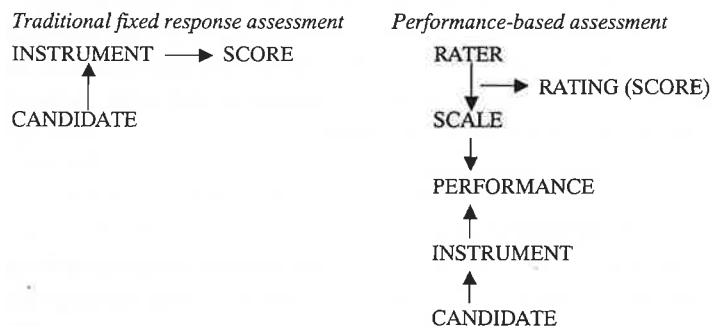 Traditional fixed response assessment
INSTRUMENT SCORE
CANDIDATE
Performance-based assessment
RATER
RATING (SCORE)
SCALE
PERFORMANCE
INSTRUMENT
CANDIDATE